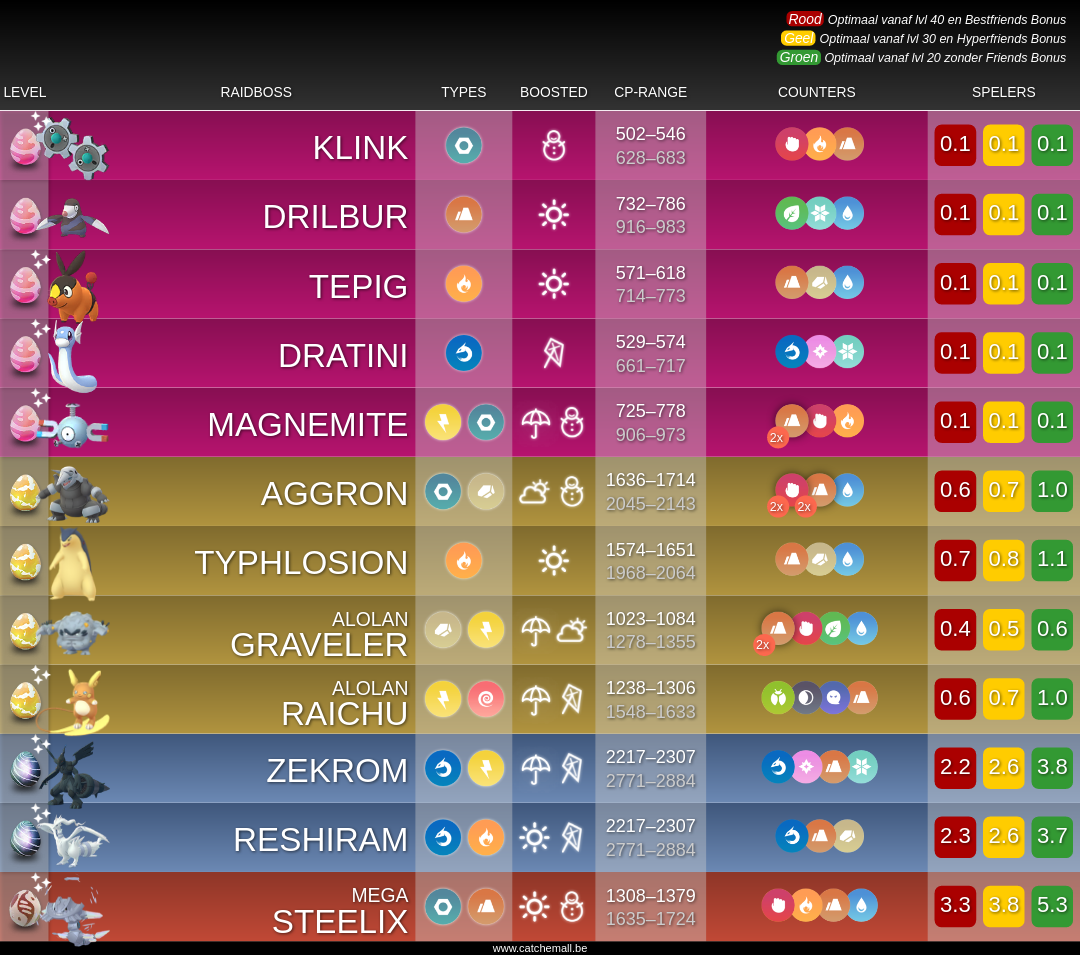 Rood Optimaal vanaf lvl 40 en Bestfriends Bonus
Geel Optimaal vanaf lvl 30 en Hyperfriends Bonus
Groen Optimaal vanaf lvl 20 zonder Friends Bonus
LEVEL RAIDBOSS TYPES BOOSTED CP-RANGE COUNTERS SPELERS
KLINK 502–546 0.1 0.1 0.1
628–683
DRILBUR 732–786 0.1 0.1 0.1
916–983
TEPIG 571–618 0.1 0.1 0.1
714–773
DRATINI 529–574 0.1 0.1 0.1
661–717
MAGNEMITE 725–778 0.1 0.1 0.1
906–973 2x
AGGRON 1636–1714 0.6 0.7 1.0
2045–2143 2x 2x
TYPHLOSION 1574–1651 0.7 0.8 1.1
1968–2064
ALOLAN 1023–1084 0.4 0.5 0.6
GRAVELER 1278–1355 2x
ALOLAN 1238–1306 0.6 0.7 1.0
RAICHU 1548–1633
ZEKROM 2217–2307 2.2 2.6 3.8
2771–2884
RESHIRAM 2217–2307 2.3 2.6 3.7
2771–2884
MEGA 1308–1379 3.3 3.8 5.3
STEELIX 1635–1724
www.catchemall.be